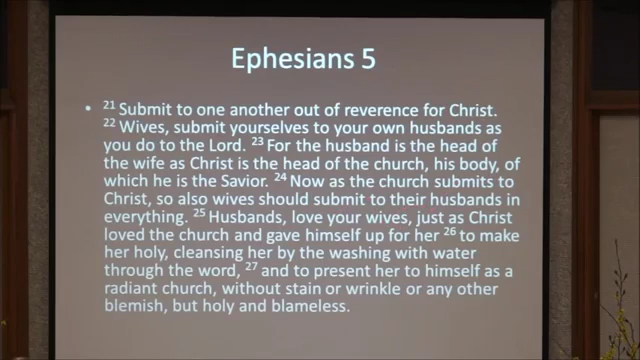 Ephesians 5
• 21 Submit to one another out of reverence for Christ.
22 Wives, submit yourselves to your own husbands as
you do to the Lord. 23 For the husband is the head of
the wife as Christ is the head of the church, his body, of
which he is the Savior. 24 Now as the church submits to
Christ, so also wives should submit to their husbands in
everything. 25 Husbands, love your wives, just as Christ
loved the church and gave himself up for her 26 to make
her holy, cleansing her by the washing with water
through the word, 27 and to present her to himself as a
radiant church, without stain or wrinkle or any other
blemish, but holy and blameless.